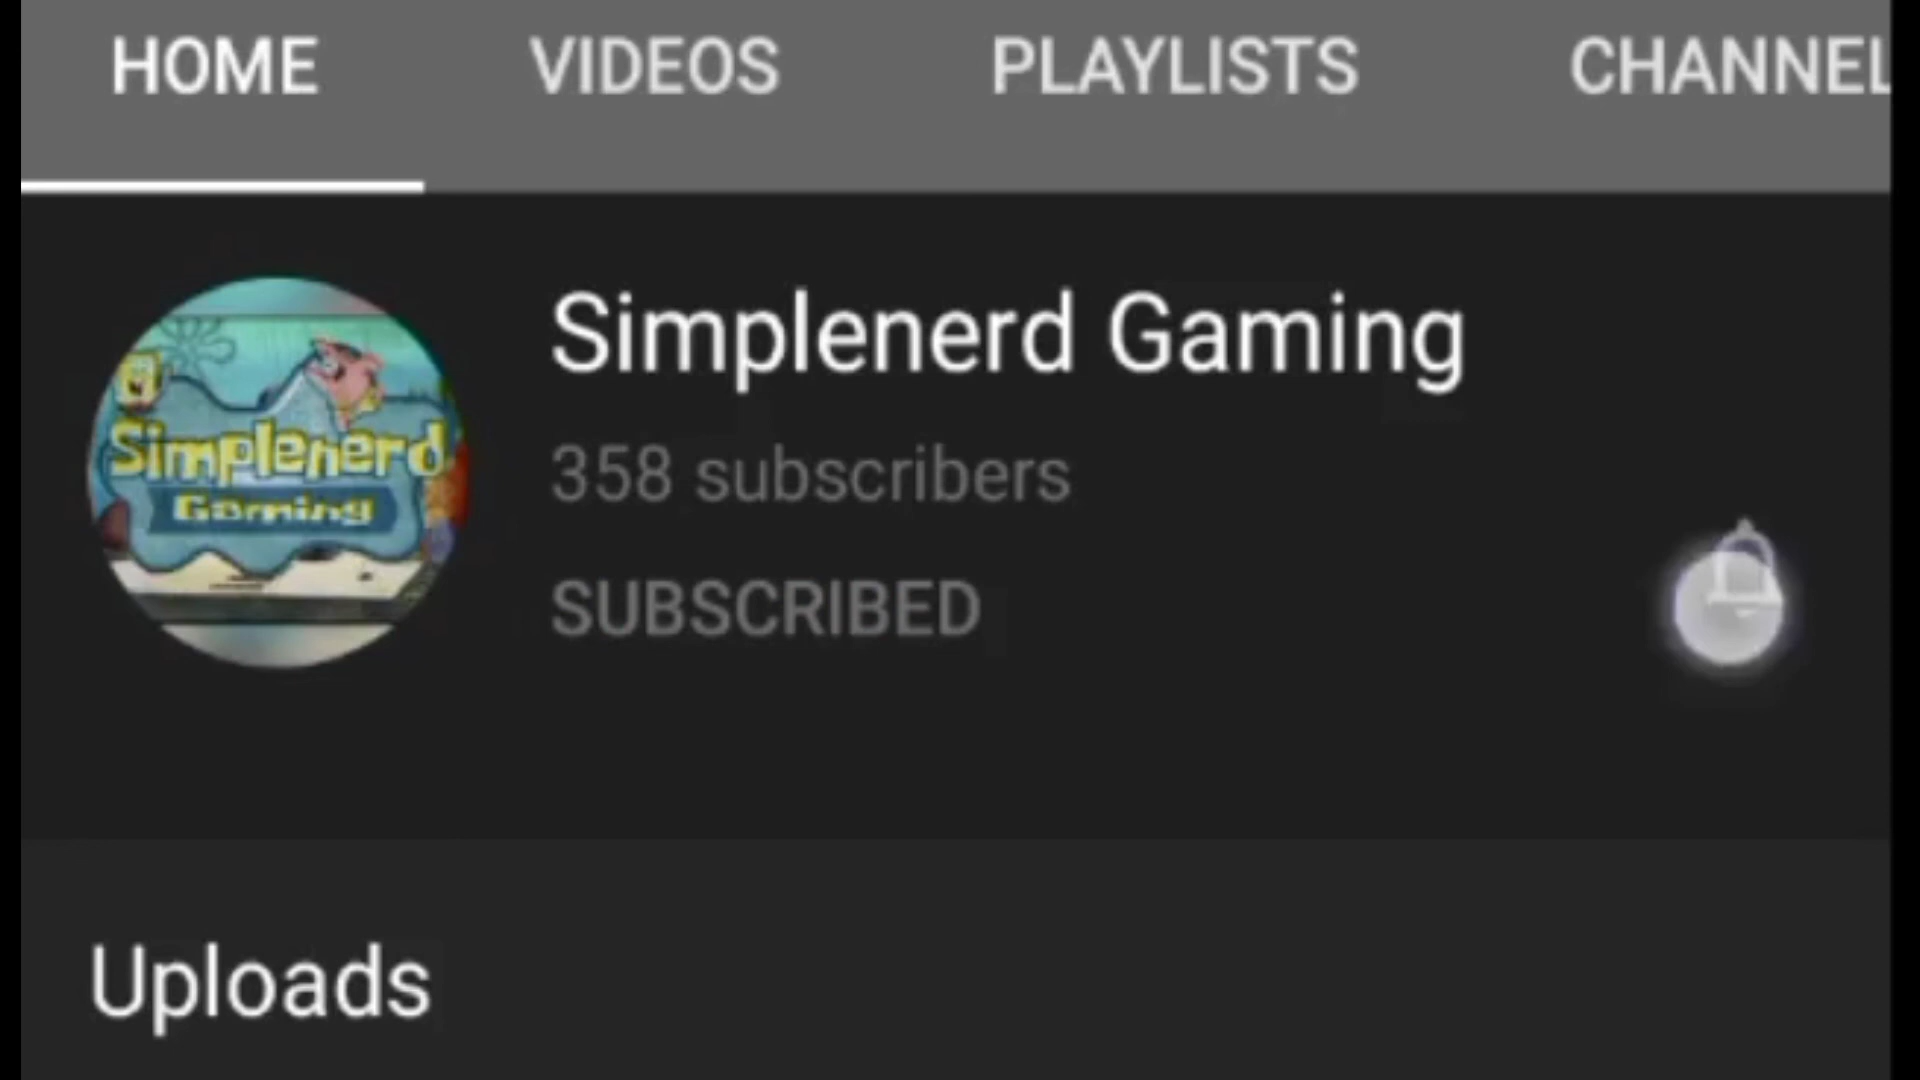 HOME VIDEOS PLAYLISTS CHANNEL
Simplenerd Gaming
358 subscribers
SUBSCRIBED
Simplenerd
Gaming
Uploads